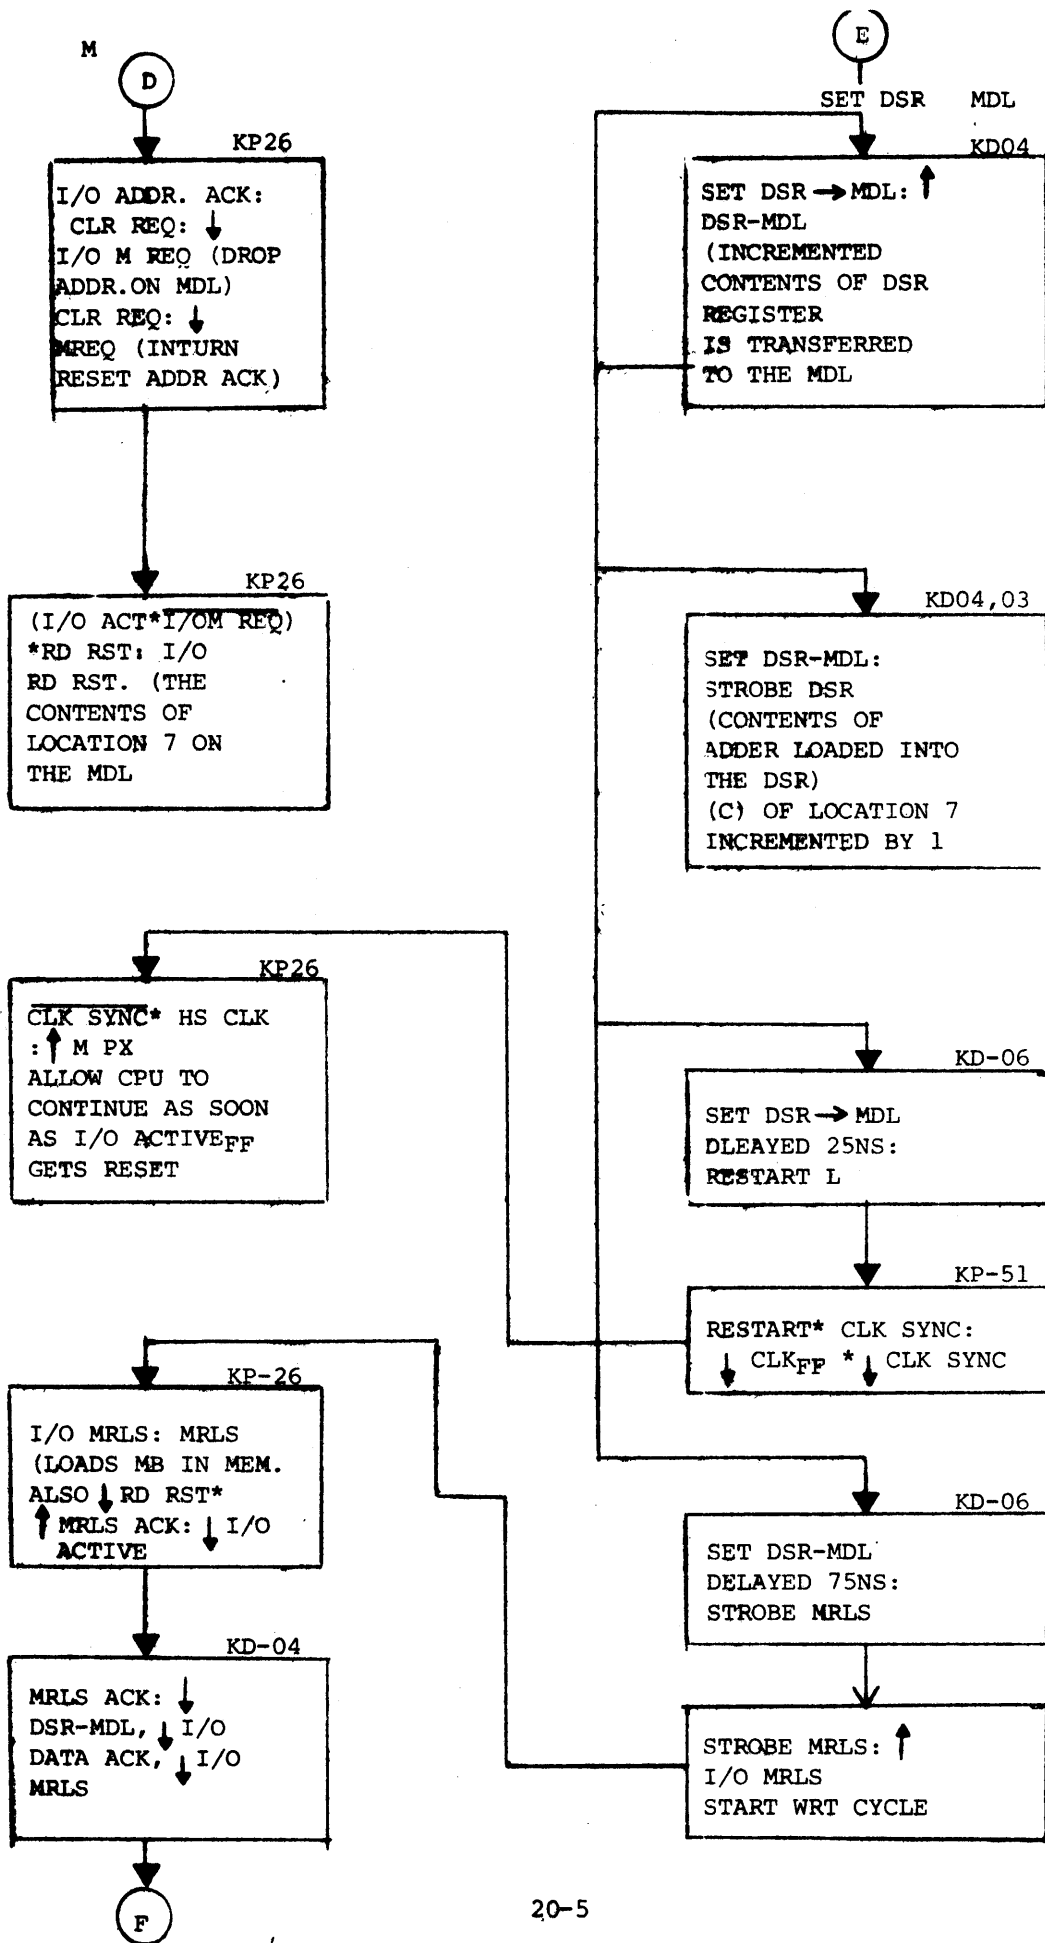 M
D
KP26
I/O ADDR. ACK:
CLR REQ: ↓
I/O M REQ (DROP
ADDR.ON MDL)
CLR REQ: ↓
MREQ (INTURN
RESET ADDR ACK)
KP26
(I/O ACT*I/OM REQ)
*RD RST: I/O
RD RST. (THE
CONTENTS OF
LOCATION 7 ON
THE MDL
KP26
CLK SYNC* HS CLK
:↑ M PX
ALLOW CPU TO
CONTINUE AS SOON
AS I/O ACTIVEFF
GETS RESET
KP-26
I/O MRLS: MRLS
(LOADS MB IN MEM.
ALSO ↓ RD RST*
↑ MRLS ACK: ↓ I/O
ACTIVE
KD-04
MRLS ACK: ↓
DSR-MDL, ↓ I/O
DATA ACK, ↓ I/O
MRLS
F
E
SET DSR MDL
KD04
SET DSR → MDL: ↑
DSR-MDL
(INCREMENTED
CONTENTS OF DSR
REGISTER
IS TRANSFERRED
TO THE MDL
KD04,03
SET DSR-MDL:
STROBE DSR
(CONTENTS OF
ADDER LOADED INTO
THE DSR)
(C) OF LOCATION 7
INCREMENTED BY 1
KD-06
SET DSR → MDL
DLEAYED 25NS:
RESTART L
KP-51
RESTART* CLK SYNC:
↓ CLKFF * ↓ CLK SYNC
KD-06
SET DSR-MDL
DELAYED 75NS:
STROBE MRLS
STROBE MRLS: ↑
I/O MRLS
START WRT CYCLE
20-5